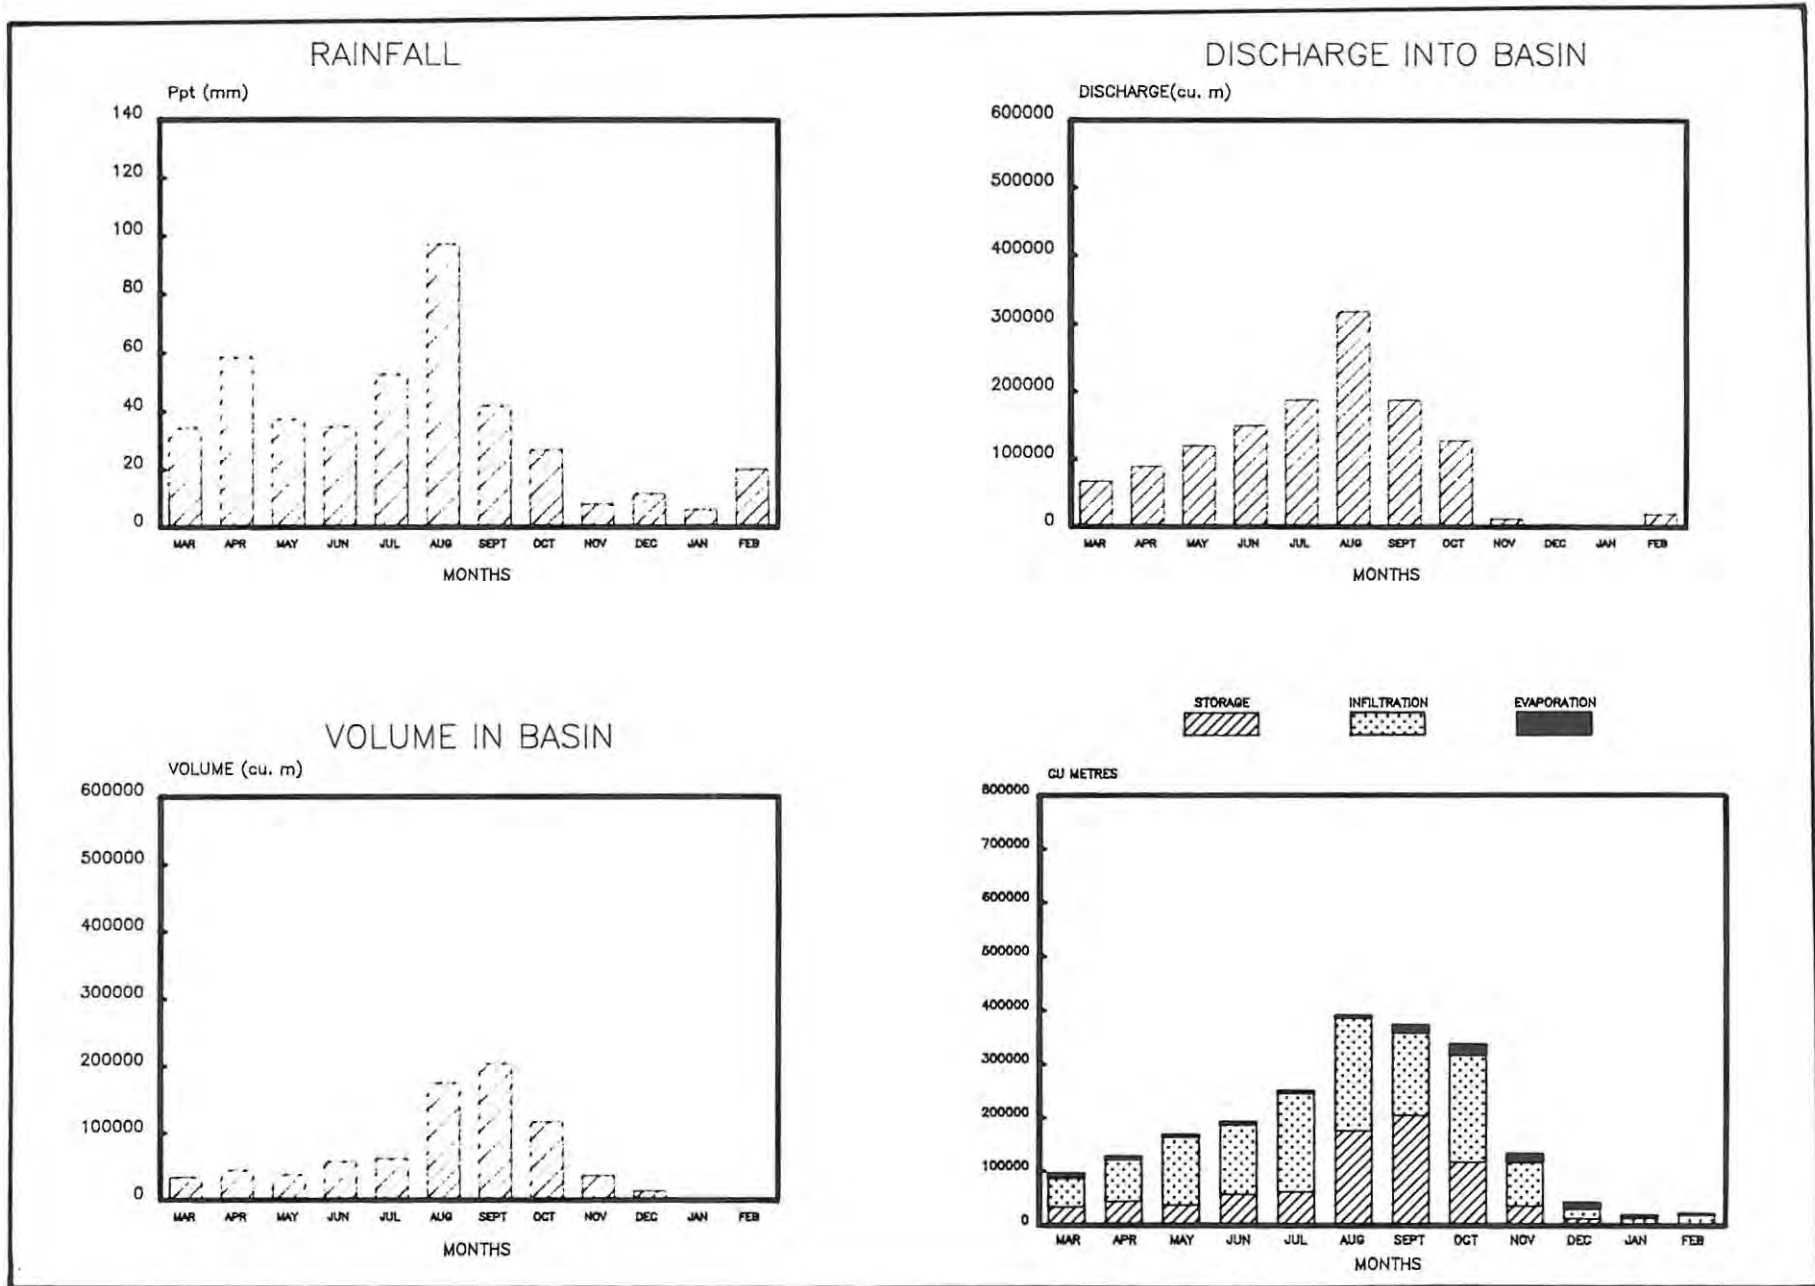 RAINFALL
Ppt (mm)
140
120
100
80
60
40
20
0
MAR APR MAY JUN JUL AUG SEPT OCT NOV DEC JAN FEB
MONTHS
DISCHARGE INTO BASIN
DISCHARGE(cu. m)
600000
500000
400000
300000
200000
100000
0
MAR APR MAY JUN JUL AUG SEPT OCT NOV DEC JAN FEB
MONTHS
VOLUME IN BASIN
VOLUME (cu. m)
600000
500000
400000
300000
200000
100000
0
MAR APR MAY JUN JUL AUG SEPT OCT NOV DEC JAN FEB
MONTHS
STORAGE INFILTRATION EVAPORATION
CU METRES
800000
700000
600000
500000
400000
300000
200000
100000
0
MAR APR MAY JUN JUL AUG SEPT OCT NOV DEC JAN FEB
MONTHS